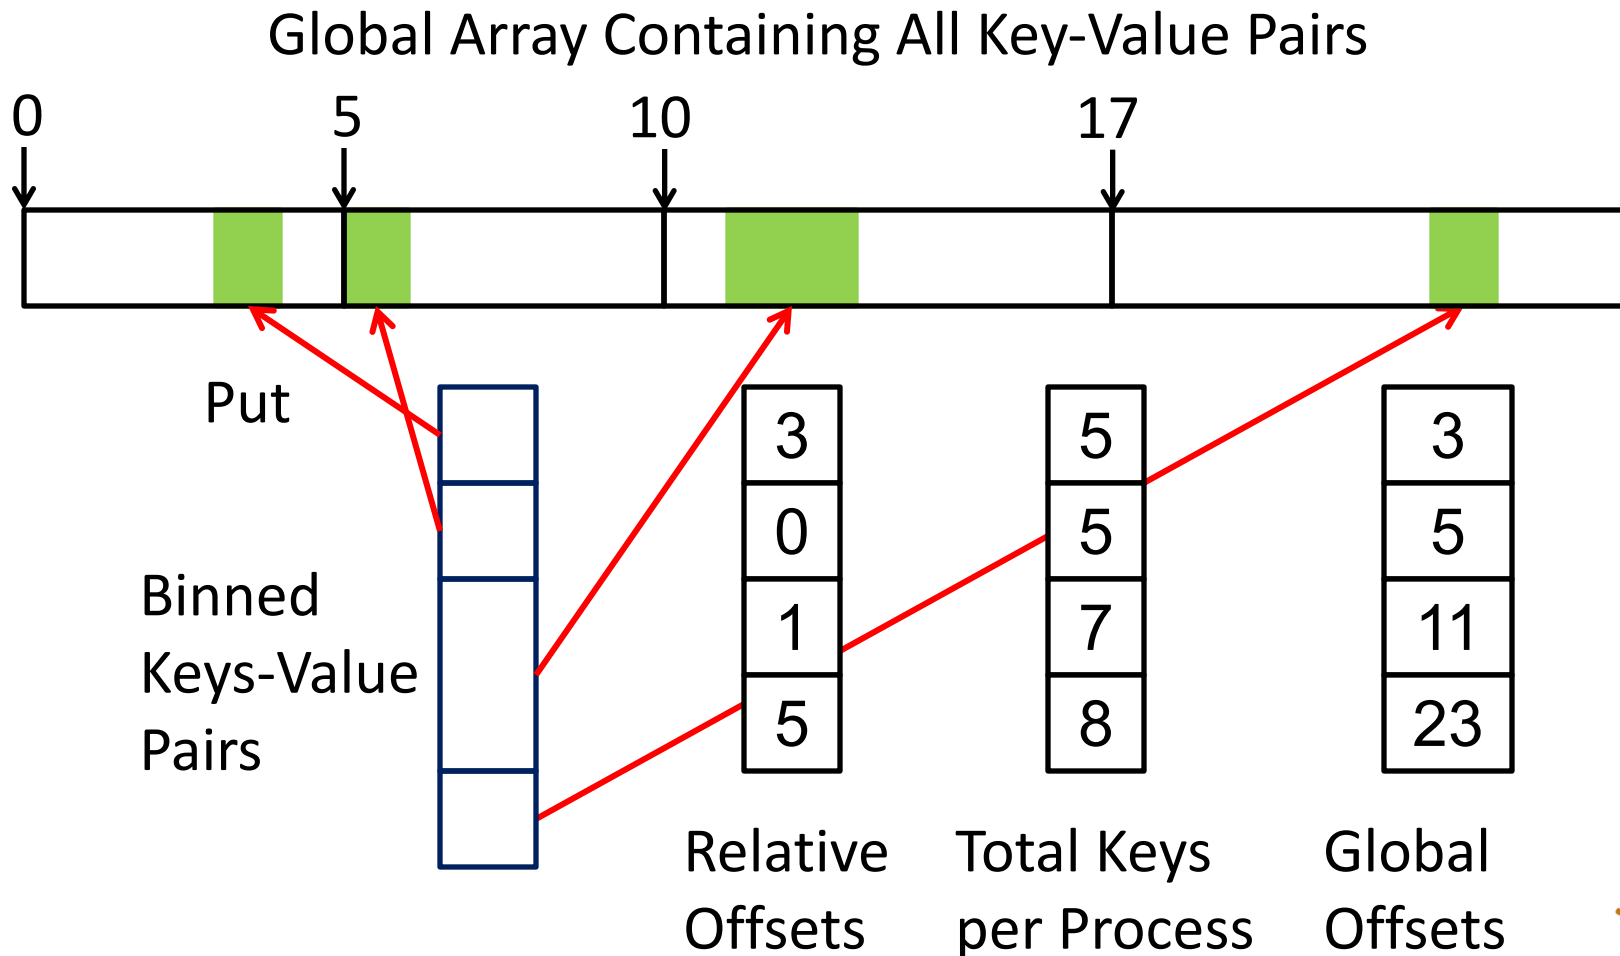 Global Array Containing All Key-Value Pairs
0 5 10 17
Put
Binned
Keys-Value
Pairs
3 5 3
0 5 5
1 7 11
5 8 23
Relative Total Keys Global
Offsets per Process Offsets